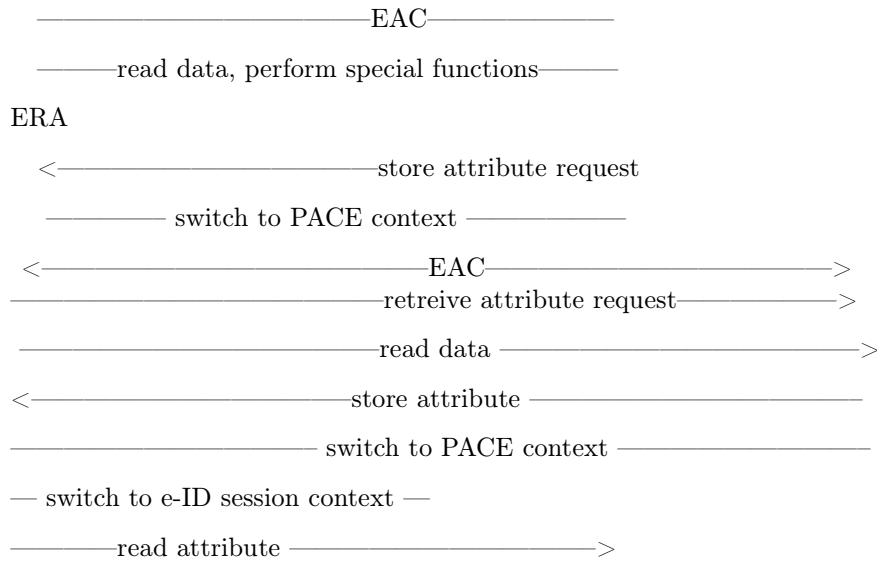 ————————————EAC———————
———read data, perform special functions———
ERA
<————————————store attribute request
————– switch to PACE context ——————
<——————————————EAC—————————————>
——————————————retreive attribute request——————>
—————————————–read data —————————————>
<————————————store attribute ————————————–
———————————– switch to PACE context —————————–
— switch to e-ID session context —
————read attribute ———————————–>